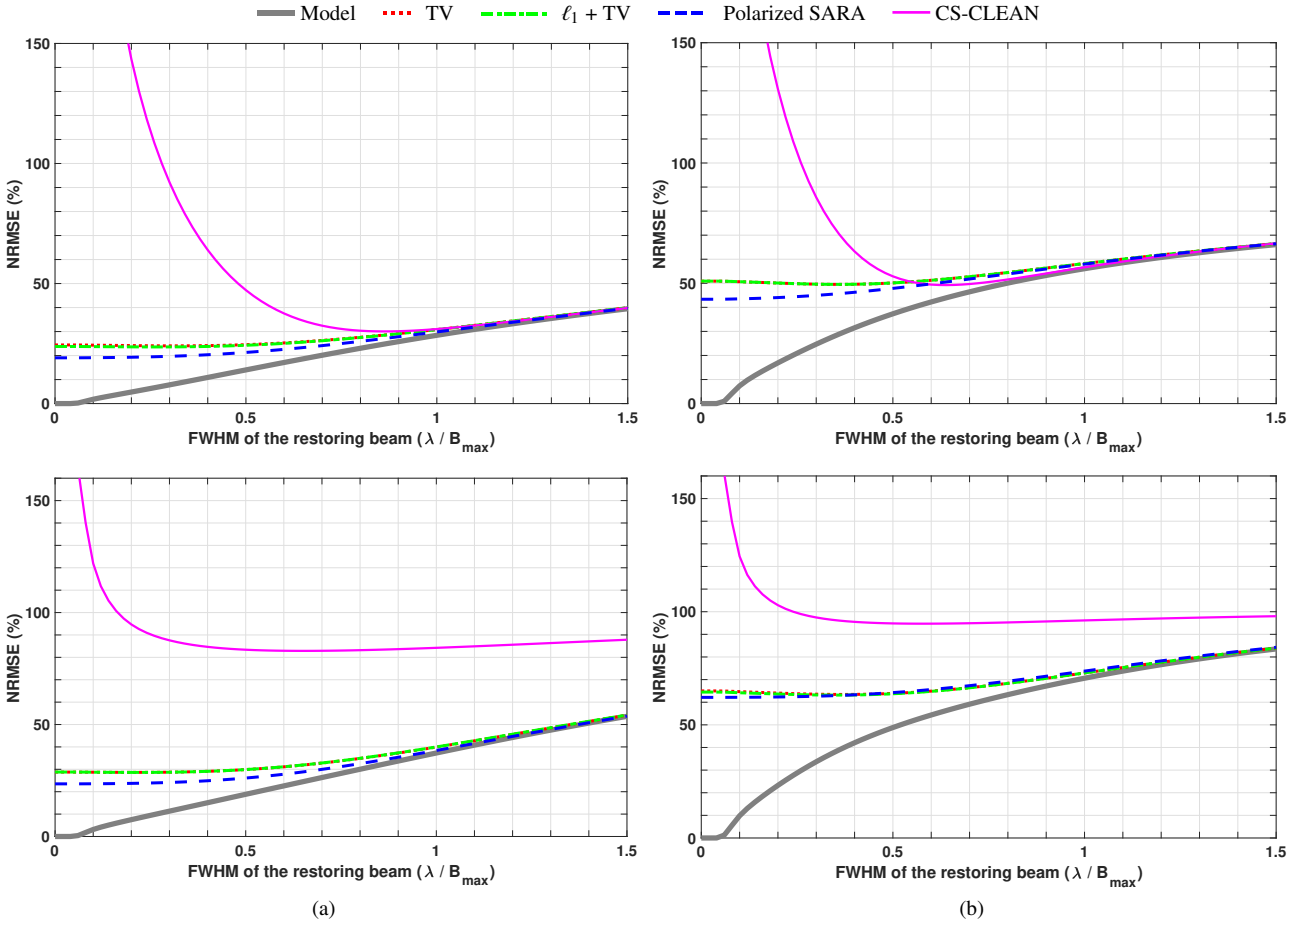 Model TV ℓ1 + TV Polarized SARA CS-CLEAN
150
100
50
0
NRMSE (%)
0 0.5 1 1.5
FWHM of the restoring beam (λ / Bmax)
150
100
50
0
NRMSE (%)
0 0.5 1 1.5
FWHM of the restoring beam (λ / Bmax)
150
100
50
0
NRMSE (%)
0 0.5 1 1.5
FWHM of the restoring beam (λ / Bmax)
150
100
50
0
NRMSE (%)
0 0.5 1 1.5
FWHM of the restoring beam (λ / Bmax)
(a)
(b)